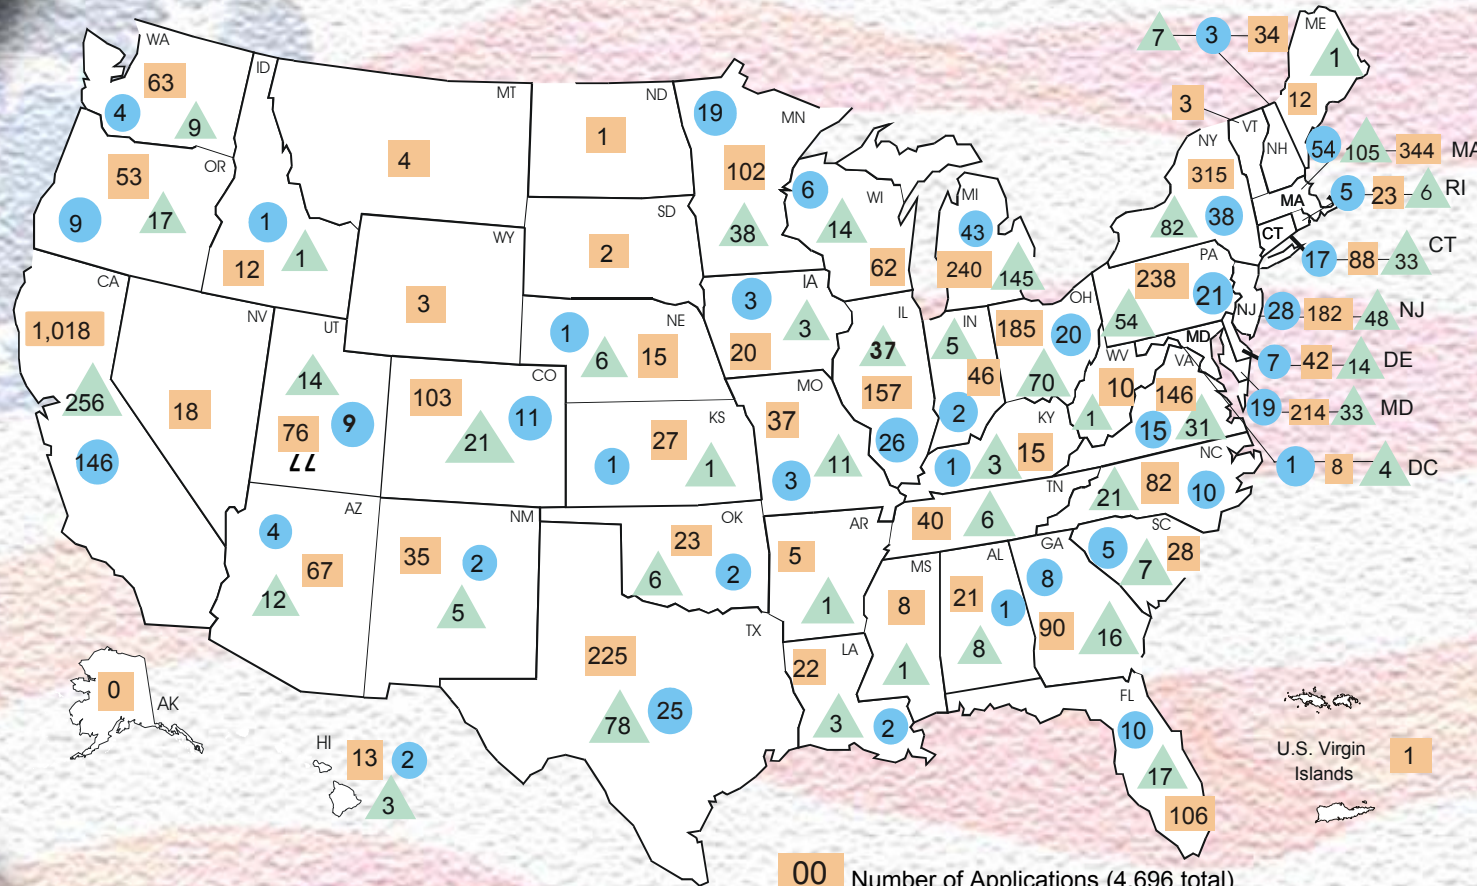 7 3 34
ME
1
12
WA
63
4
9
ID
MT
4
ND
1
19
MN
102
38
3
VT
NH
NY
315
82
38
54 105 344 MA
MA
5 23 6 RI
OR
53
9
17
1
12
1
WY
3
SD
2
6
WI
14
62
MI
43
240
145
CT
17 88 33 CT
CA
1,018
256
146
NV
18
UT
14
76
9
CO
103
11
21
NE
1
6
15
IA
3
3
20
IL
37
157
26
IN
5
46
2
OH
185
20
70
PA
238
21
54
NJ
28 182 48 NJ
MD
7 42 14 DE
19 214 33 MD
1 8 4 DC
WV
10
1
VA
146
15
31
KS
27
1
1
MO
37
3
11
KY
1
3
15
AZ
4
67
12
NM
35
2
5
OK
23
6
2
AR
5
1
TN
40
6
NC
21
82
10
SC
5
7
28
MS
8
1
AL
21
1
8
GA
8
90
16
TX
225
78
25
LA
22
3
2
FL
10
17
106
0
AK
HI
13
2
3
U.S. Virgin
Islands
1
00 Number of Applications (4,696 total)